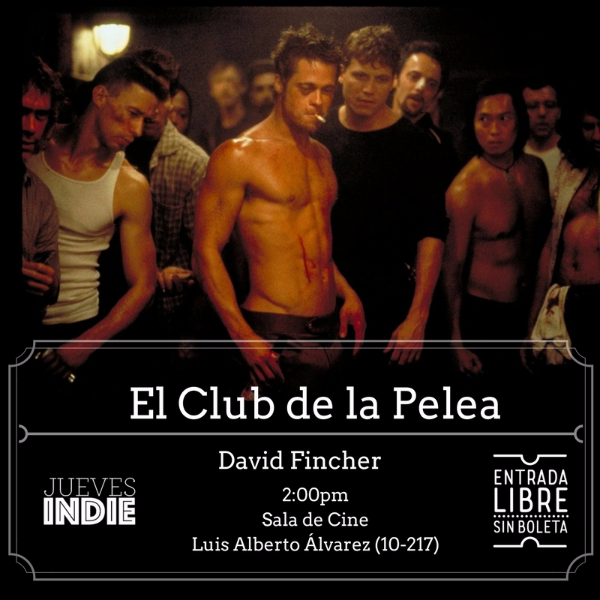 El Club de la Pelea
David Fincher
2:00pm
Sala de Cine
Luis Alberto Álvarez (10-217)
JUEVES
INDIE
ENTRADA
LIBRE
SIN BOLETA